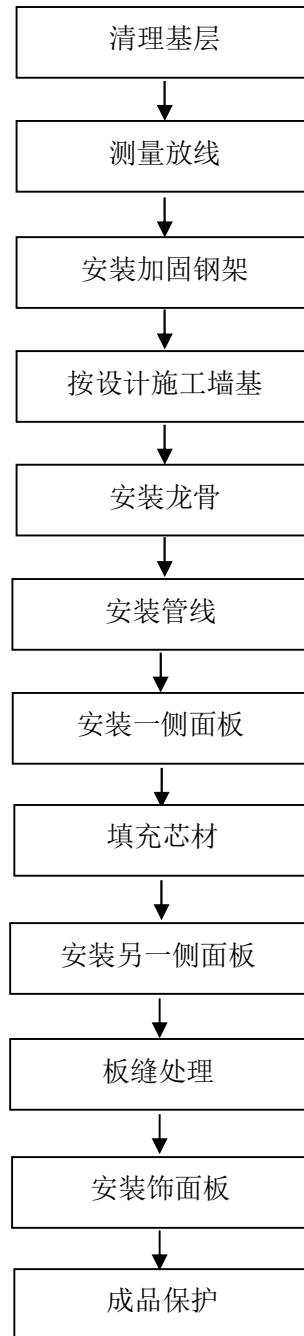 清理基层
测量放线
安装加固钢架
按设计施工墙基
安装龙骨
安装管线
安装一侧面板
填充芯材
安装另一侧面板
板缝处理
安装饰面板
成品保护